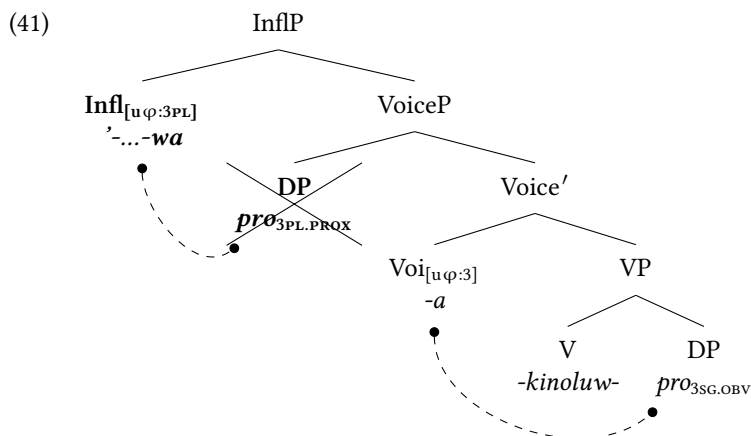 (41) InflP
Infl[uφ:3PL] VoiceP
’-...-wa
DP Voice′
pro3PL.PROX
Voi[uφ:3] VP
-a
V DP
-kinoluw- pro3SG.OBV